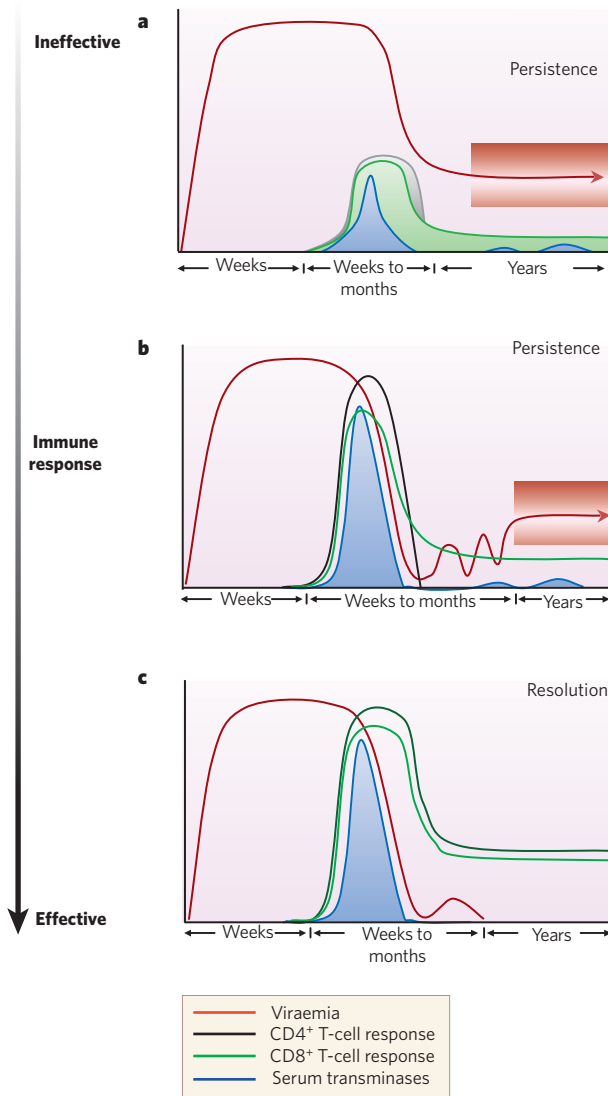 a
Ineffective
Persistence
Weeks
Weeks to
months
Years
b
Persistence
Immune
response
Weeks
Weeks to months
Years
c
Resolution
Effective
Weeks
Weeks to
months
Years
Viraemia
CD4+ T-cell response
CD8+ T-cell response
Serum transminases